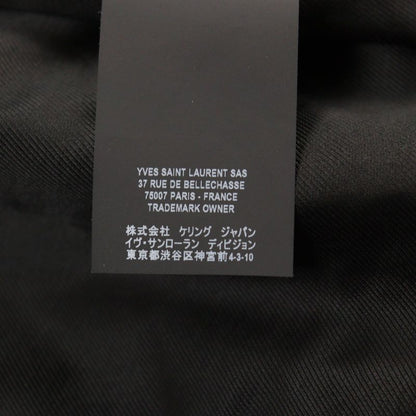 YVES SAINT LAURENT SAS
37 RUE DE BELLECHASSE
75007 PARIS - FRANCE
TRADEMARK OWNER
株式会社 ケリング ジャパン
イヴ・サンローラン ディビジョン
東京都渋谷区神宮前4-3-10